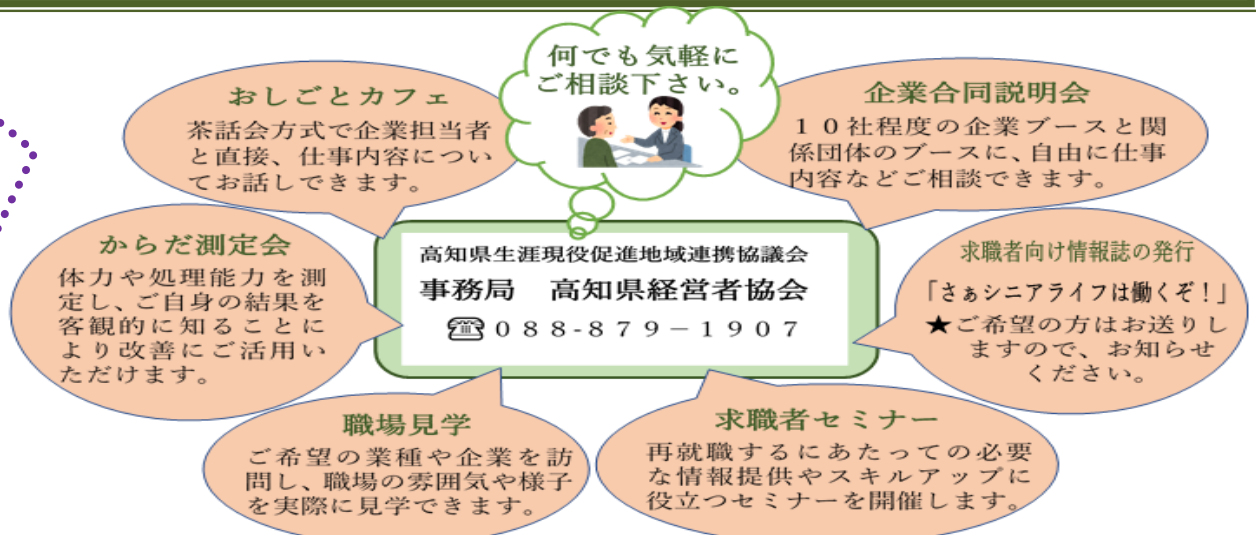 何でも気軽に
ご相談下さい。
おしごとカフェ
茶話会方式で企業担当者
と直接、仕事内容につい
てお話しできます。
企業合同説明会
１０社程度の企業ブースと関
係団体のブースに、自由に仕事
内容などご相談できます。
からだ測定会
体力や処理能力を測
定し、ご自身の結果を
客観的に知ることに
より改善にご活用い
ただけます。
高知県生涯現役促進地域連携協議会
事務局　高知県経営者協会
☎０８８-８７９－１９０７
求職者向け情報誌の発行
「さぁシニアライフは働くぞ！」
★ご希望の方はお送りし
ますので、お知らせ
ください。
職場見学
ご希望の業種や企業を訪
問し、職場の雰囲気や様子
を実際に見学できます。
求職者セミナー
再就職するにあたっての必要
な情報提供やスキルアップに
役立つセミナーを開催します。